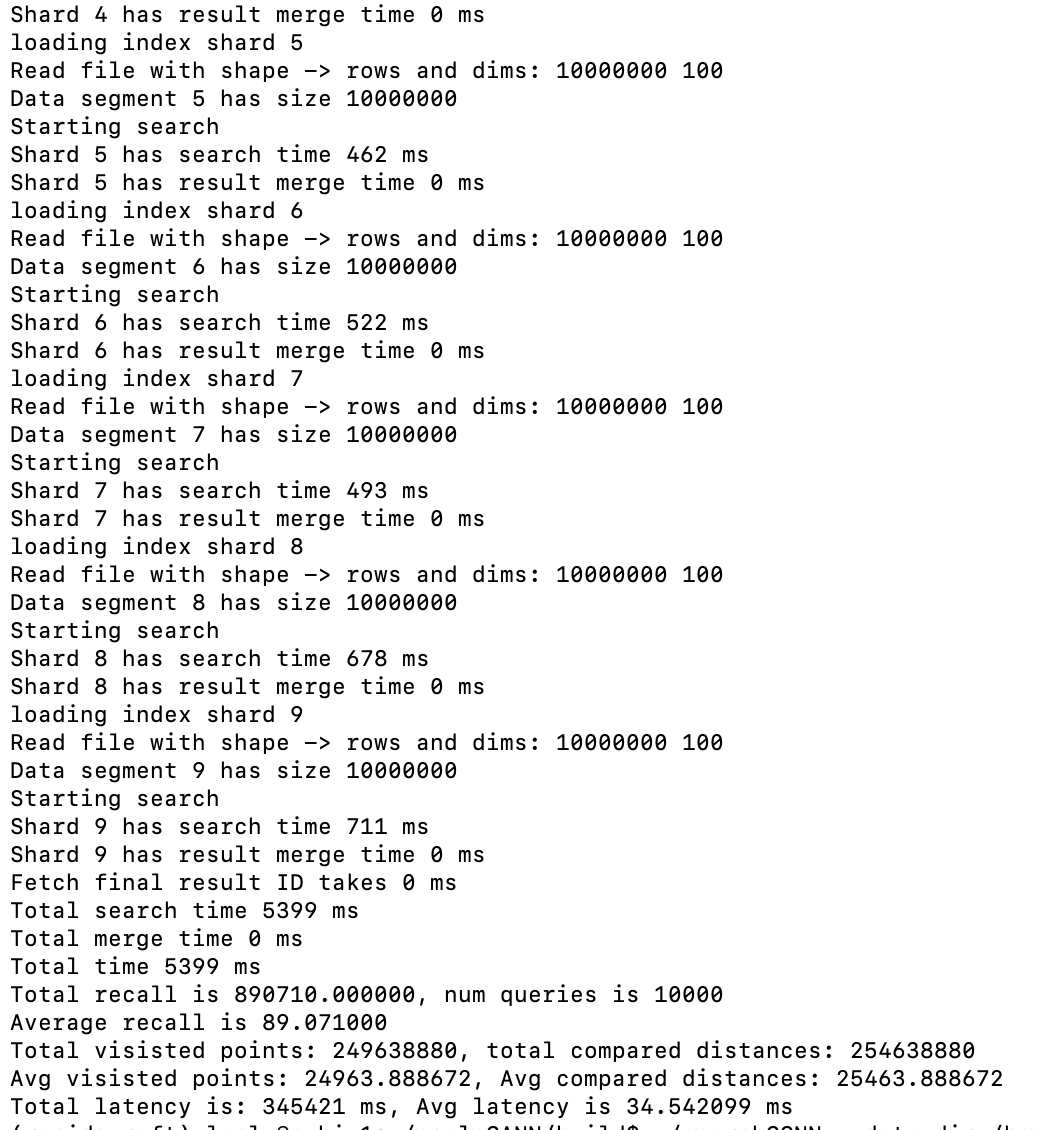 Shard 4 has result merge time 0 ms
loading index shard 5
Read file with shape —> rows and dims: 10000000 100
Data segment 5 has size 10000000
Starting search
Shard 5 has search time 462 ms
Shard 5 has result merge time 0 ms
loading index shard 6
Read file with shape —> rows and dims: 10000000 100
Data segment 6 has size 10000000
Starting search
Shard 6 has search time 522 ms
Shard 6 has result merge time 0 ms
loading index shard 7
Read file with shape —> rows and dims: 10000000 100
Data segment 7 has size 10000000
Starting search
Shard 7 has search time 493 ms
Shard 7 has result merge time 0 ms
loading index shard 8
Read file with shape —> rows and dims: 10000000 100
Data segment 8 has size 10000000
Starting search
Shard 8 has search time 678 ms
Shard 8 has result merge time 0 ms
loading index shard 9
Read file with shape —> rows and dims: 10000000 100
Data segment 9 has size 10000000
Starting search
Shard 9 has search time 711 ms
Shard 9 has result merge time 0 ms
Fetch final result ID takes 0 ms
Total search time 5399 ms
Total merge time 0 ms
Total time 5399 ms
Total recall is 890710.000000, num queries is 10000
Average recall is 89.071000
Total visisted points: 249638880, total compared distances: 254638880
Avg visisted points: 24963.888672, Avg compared distances: 25463.888672
Total latency is: 345421 ms, Avg latency is 34.542099 ms